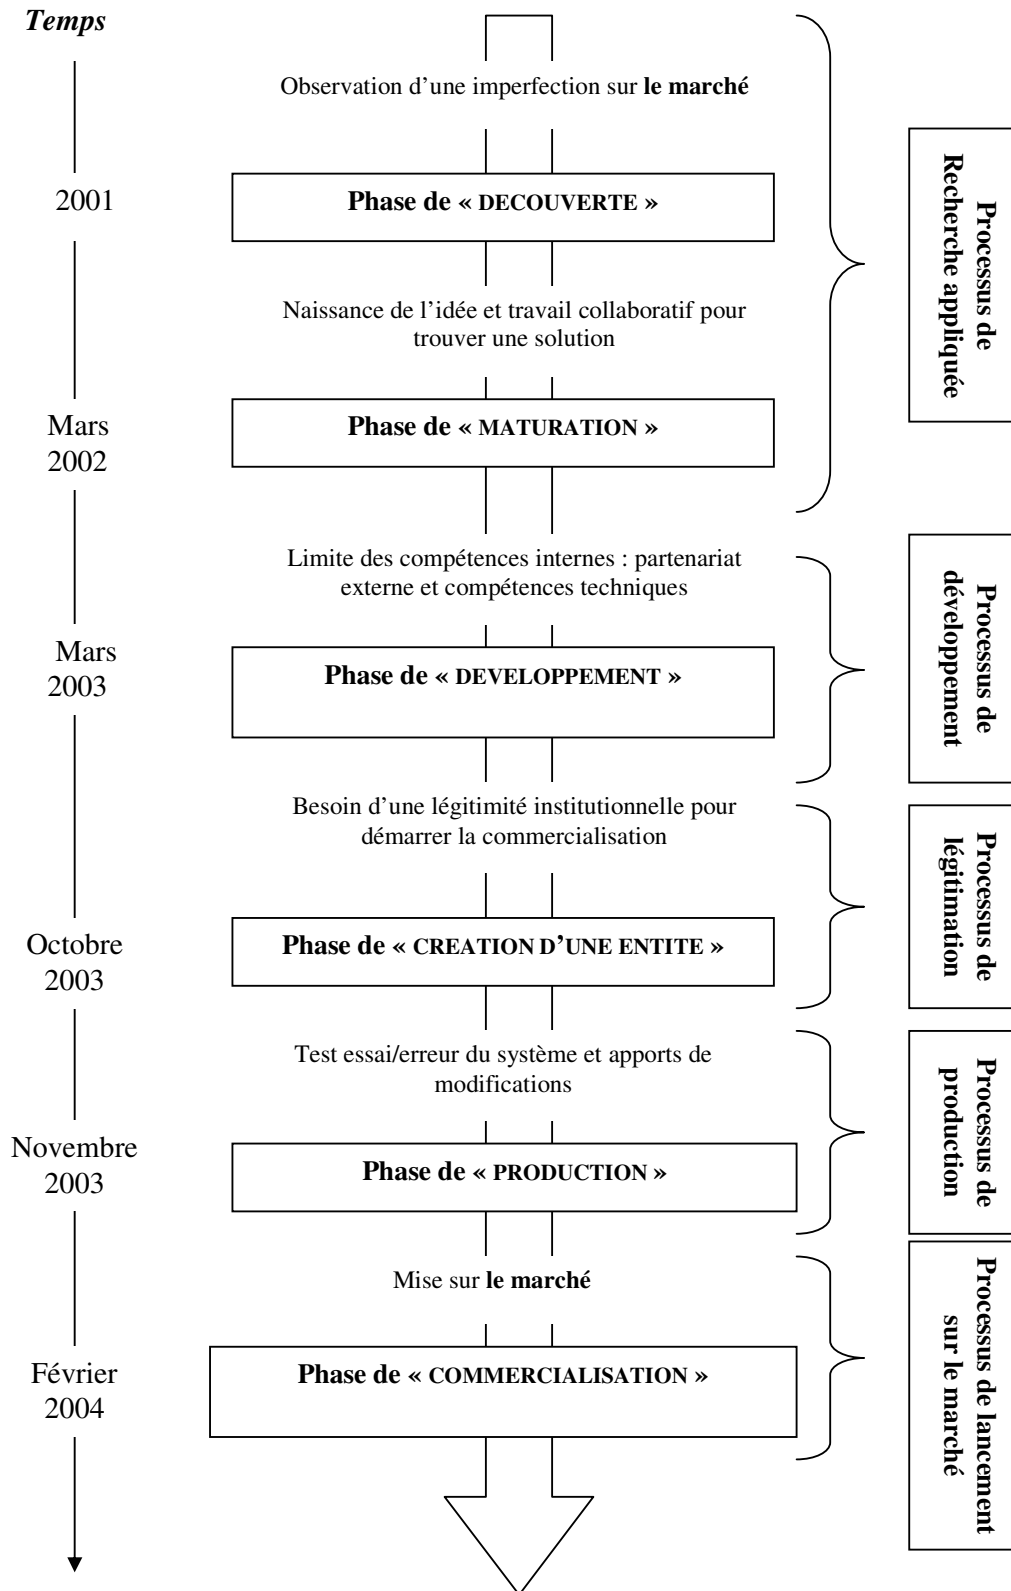 Temps
Observation d’une imperfection sur le marché
2001
Phase de « DECOUVERTE »
Processus de
Recherche appliquée
Naissance de l’idée et travail collaboratif pour
trouver une solution
Mars
2002
Phase de « MATURATION »
Limite des compétences internes : partenariat
externe et compétences techniques
Mars
2003
Phase de « DEVELOPPEMENT »
Processus de
développement
Besoin d’une légitimité institutionnelle pour
démarrer la commercialisation
Octobre
2003
Phase de « CREATION D’UNE ENTITE »
Processus de
légitimation
Test essai/erreur du système et apports de
modifications
Novembre
2003
Phase de « PRODUCTION »
Processus de
production
Mise sur le marché
Février
2004
Phase de « COMMERCIALISATION »
Processus de lancement
sur le marché